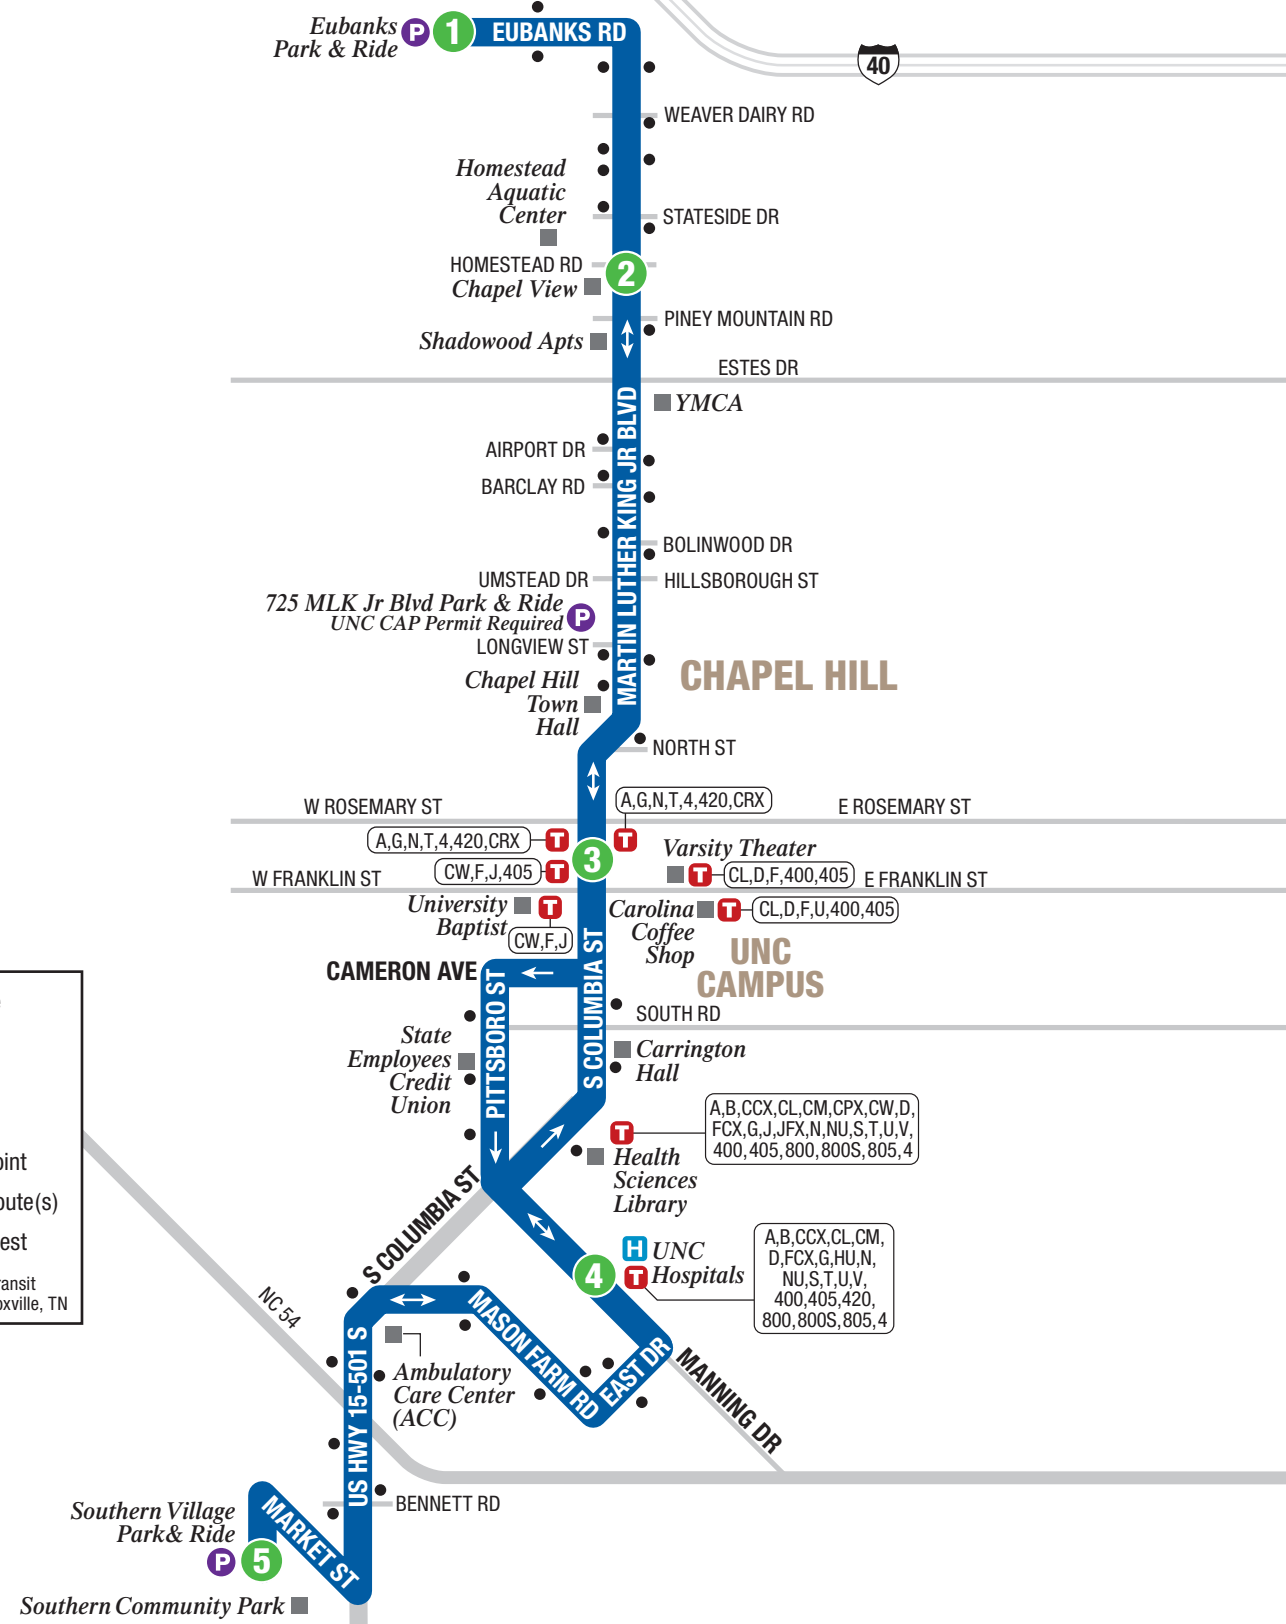 Eubanks
Park & Ride
P
1
EUBANKS RD
40
WEAVER DAIRY RD
Homestead
Aquatic
Center
STATESIDE DR
HOMESTEAD RD
2
Chapel View
PINEY MOUNTAIN RD
Shadowood Apts
ESTES DR
YMCA
MARTIN LUTHER KING JR BLVD
AIRPORT DR
BARCLAY RD
BOLINWOOD DR
UMSTEAD DR
HILLSBOROUGH ST
725 MLK Jr Blvd Park & Ride
UNC CAP Permit Required
P
LONGVIEW ST
CHAPEL HILL
Chapel Hill
Town
Hall
NORTH ST
A,G,N,T,4,420,CRX
W ROSEMARY ST
E ROSEMARY ST
A,G,N,T,4,420,CRX
T
T
3
Varsity Theater
CW,F,J,405
T
T
CL,D,F,400,405
W FRANKLIN ST
E FRANKLIN ST
University
Baptist
T
CW,F,J
Carolina
Coffee
Shop
T
CL,D,F,U,400,405
UNC
CAMPUS
CAMERON AVE
PITTSBORO ST
S COLUMBIA ST
SOUTH RD
State
Employees
Credit
Union
Carrington
Hall
T
A,B,CCX,CL,CM,CPX,CW,D,
FCX,G,J,JFX,N,NU,S,T,U,V,
400,405,800,800S,805,4
Health
Sciences
Library
oint
oute(s)
est
ransit
oxville, TN
S COLUMBIA ST
4
H
UNC
T
Hospitals
A,B,CCX,CL,CM,
D,FCX,G,HU,N,
NU,S,T,U,V,
400,405,420,
800,800S,805,4
NC 54
MASON FARM RD
EAST DR
MANNING DR
Ambulatory
Care Center
(ACC)
US HWY 15-501 S
BENNETT RD
Southern Village
Park& Ride
P
5
MARKET ST
Southern Community Park